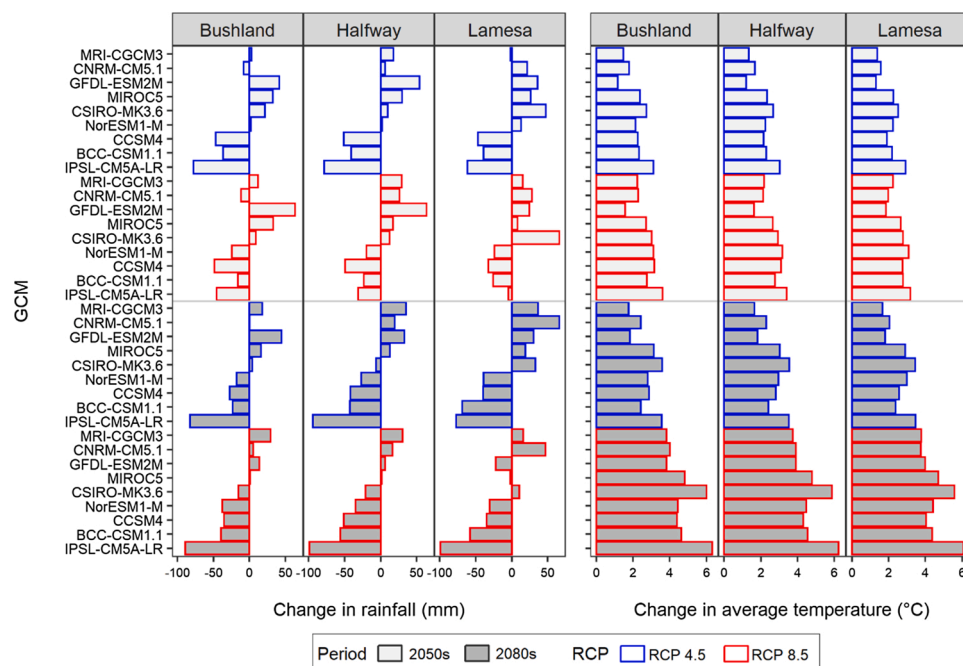 Bushland Halfway Lamesa Bushland Halfway Lamesa
MRI-CGCM3
CNRM-CM5.1
GFDL-ESM2M
MIROC5
CSIRO-MK3.6
NorESM1-M
CCSM4
BCC-CSM1.1
IPSL-CM5A-LR
MRI-CGCM3
CNRM-CM5.1
GFDL-ESM2M
MIROC5
CSIRO-MK3.6
NorESM1-M
CCSM4
BCC-CSM1.1
IPSL-CM5A-LR
GCM
MRI-CGCM3
CNRM-CM5.1
GFDL-ESM2M
MIROC5
CSIRO-MK3.6
NorESM1-M
CCSM4
BCC-CSM1.1
IPSL-CM5A-LR
MRI-CGCM3
CNRM-CM5.1
GFDL-ESM2M
MIROC5
CSIRO-MK3.6
NorESM1-M
CCSM4
BCC-CSM1.1
IPSL-CM5A-LR
-100 -50 0 50 -100 -50 0 50 -100 -50 0 50 0 2 4 6 0 2 4 6 0 2 4 6
Change in rainfall (mm) Change in average temperature (°C)
Period 2050s 2080s RCP RCP 4.5 RCP 8.5